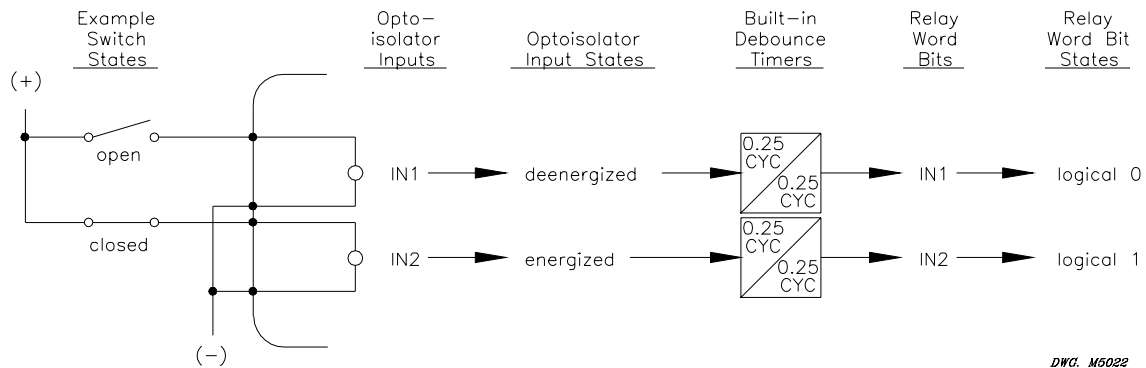 Example
Switch
States
Opto-
isolator
Inputs
Optoisolator
Input States
Built-in
Debounce
Timers
Relay
Word
Bits
Relay
Word Bit
States
(+)
open
IN1
deenergized
0.25
CYC
0.25
CYC
IN1
logical 0
closed
IN2
energized
0.25
CYC
0.25
CYC
IN2
logical 1
(-)
DWG. M5022